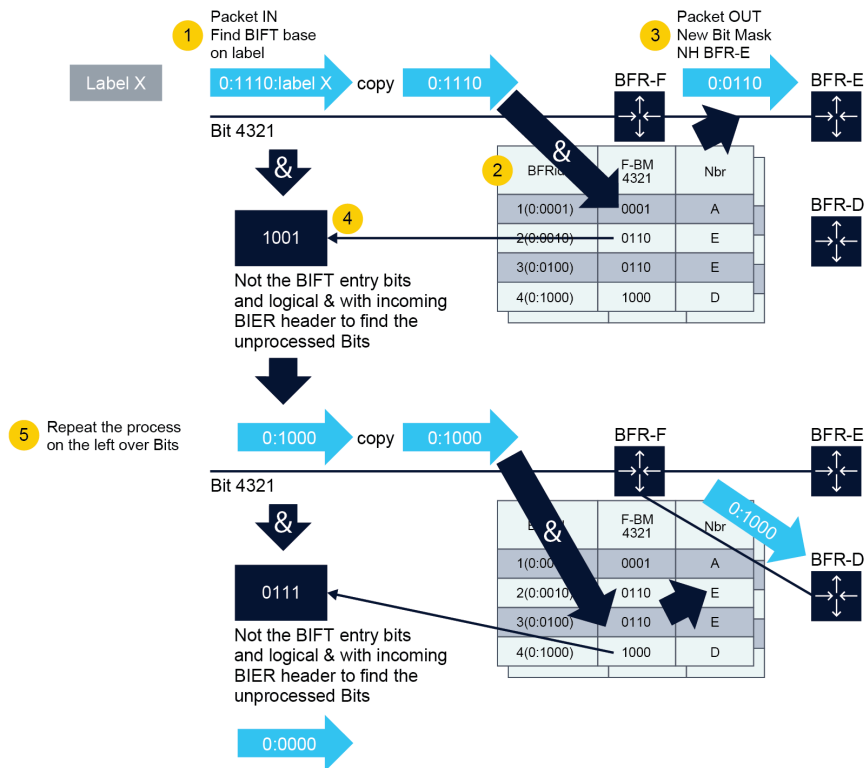 1
Packet IN
Find BIFT base
on label
3
Packet OUT
New Bit Mask
NH BFR-E
Label X
0:1110:label X
copy
0:1110
BFR-F
0:0110
BFR-E
Bit 4321
&
&
2
F-BM
4321
Nbr
1(0:0001)
0001
A
2(0:0010)
0110
E
3(0:0100)
0110
E
4(0:1000)
1000
D
BFR-D
4
1001
Not the BIFT entry bits
and logical & with incoming
BIER header to find the
unprocessed Bits
5
Repeat the process
on the left over Bits
0:1000
copy
0:1000
BFR-F
BFR-E
Bit 4321
&
&
F-BM
4321
Nbr
0:1000
BFR-D
0001
A
2(0:0010)
0110
E
3(0:0100)
0110
E
4(0:1000)
1000
D
0111
Not the BIFT entry bits
and logical & with incoming
BIER header to find the
unprocessed Bits
0:0000